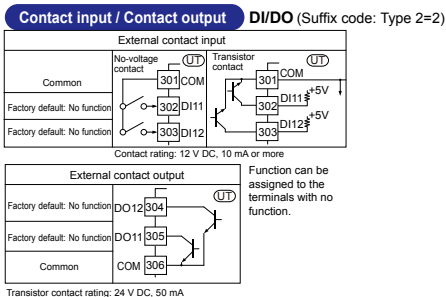 Contact input / Contact output DI/DO (Suffix code: Type 2=2)
External contact input
No-voltage contact UT Transistor contact UT
Common 301 COM 301 COM
Factory default: No function 302 DI11 302 DI11 +5V
Factory default: No function 303 DI12 303 DI12 +5V
Contact rating: 12 V DC, 10 mA or more
External contact output
UT
Factory default: No function DO12 304
Factory default: No function DO11 305
Common COM 306
Function can be
assigned to the
terminals with no
function.
Transistor contact rating: 24 V DC, 50 mA